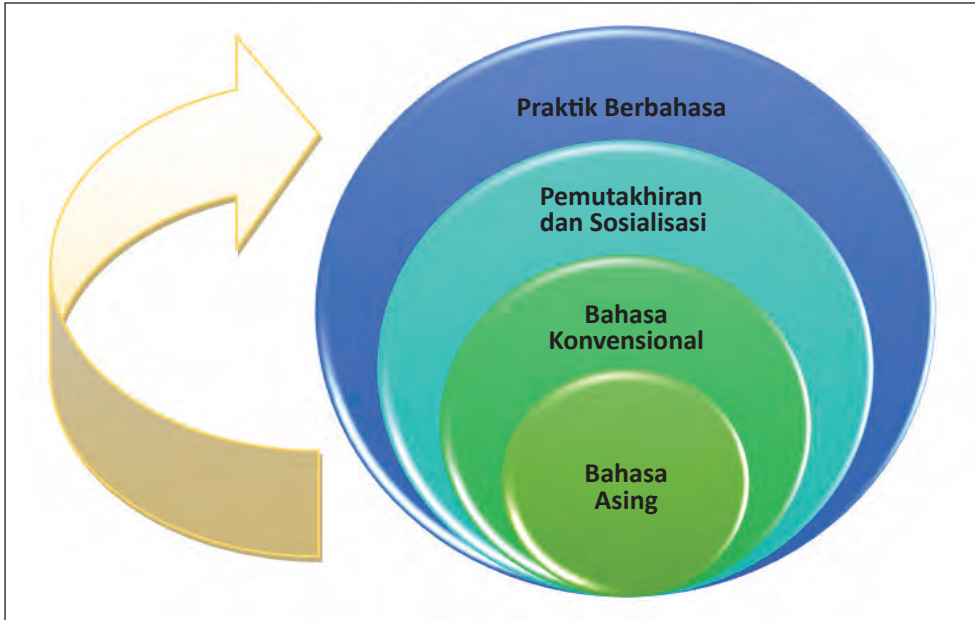 Praktik Berbahasa
Pemutakhiran
dan Sosialisasi
Bahasa
Konvensional
Bahasa
Asing